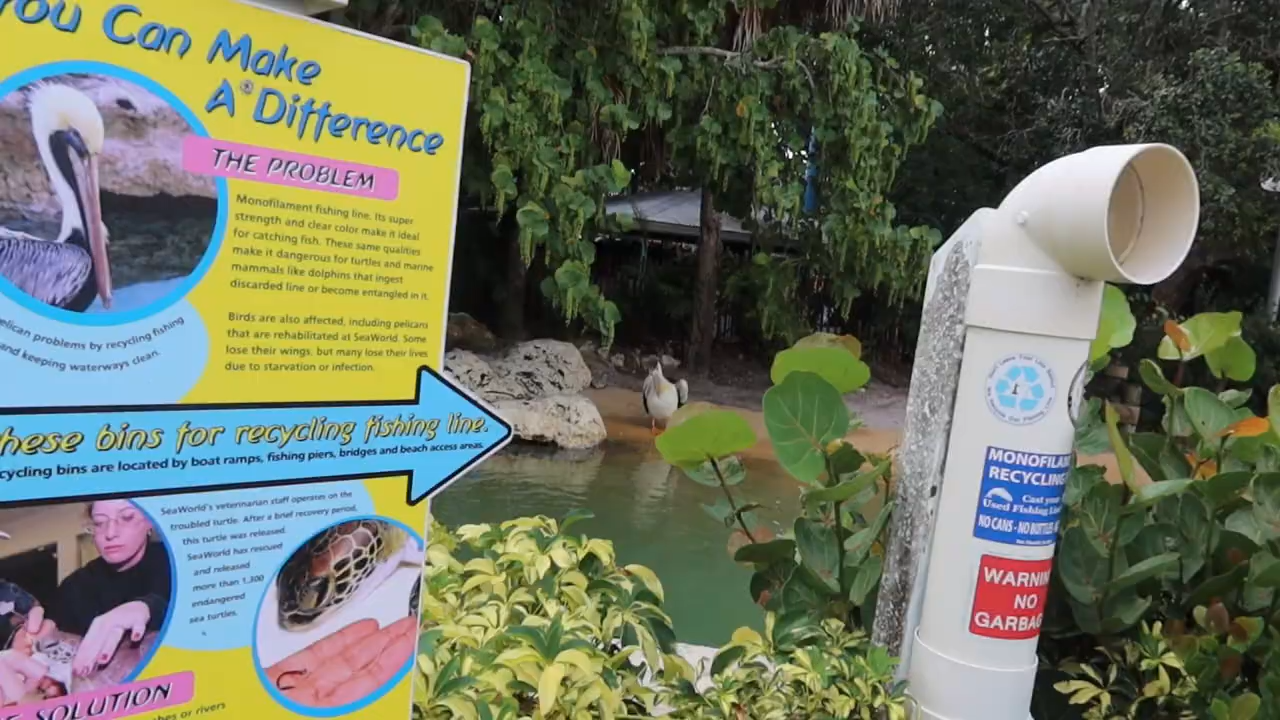 You Can Make
A Difference
THE PROBLEM
Monofilament fishing line. Its super
strength and clear color make it ideal
for catching fish. These same qualities
make it dangerous for turtles and marine
mammals like dolphins that ingest
discarded line or become entangled in it.
Birds are also affected, including pelicans
that are rehabilitated at SeaWorld. Some
lose their wings, but many lose their lives
due to starvation or infection.
elican problems by recycling fishing
and keeping waterways clean.
hese bins for recycling fishing line.
cycling bins are located by boat ramps, fishing piers, bridges and beach access areas.
SeaWorld's veterinarian staff operates on the
troubled turtle. After a brief recovery period,
this turtle was released.
SeaWorld has rescued
and released
more than 1,300
endangered
sea turtles.
SOLUTION
or rivers
MONOFILAM
RECYCLING
Cast your
Used Fishing Line
NO CANS - NO BOTTLES
WARNIN
NO
GARBAG